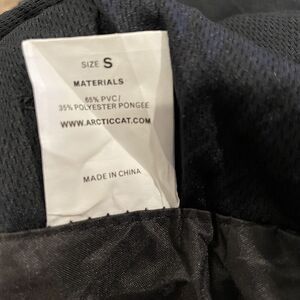 SIZE S
MATERIALS
65% PVC/
35% POLYESTER PONGEE
WWW.ARCTICCAT.COM
MADE IN CHINA